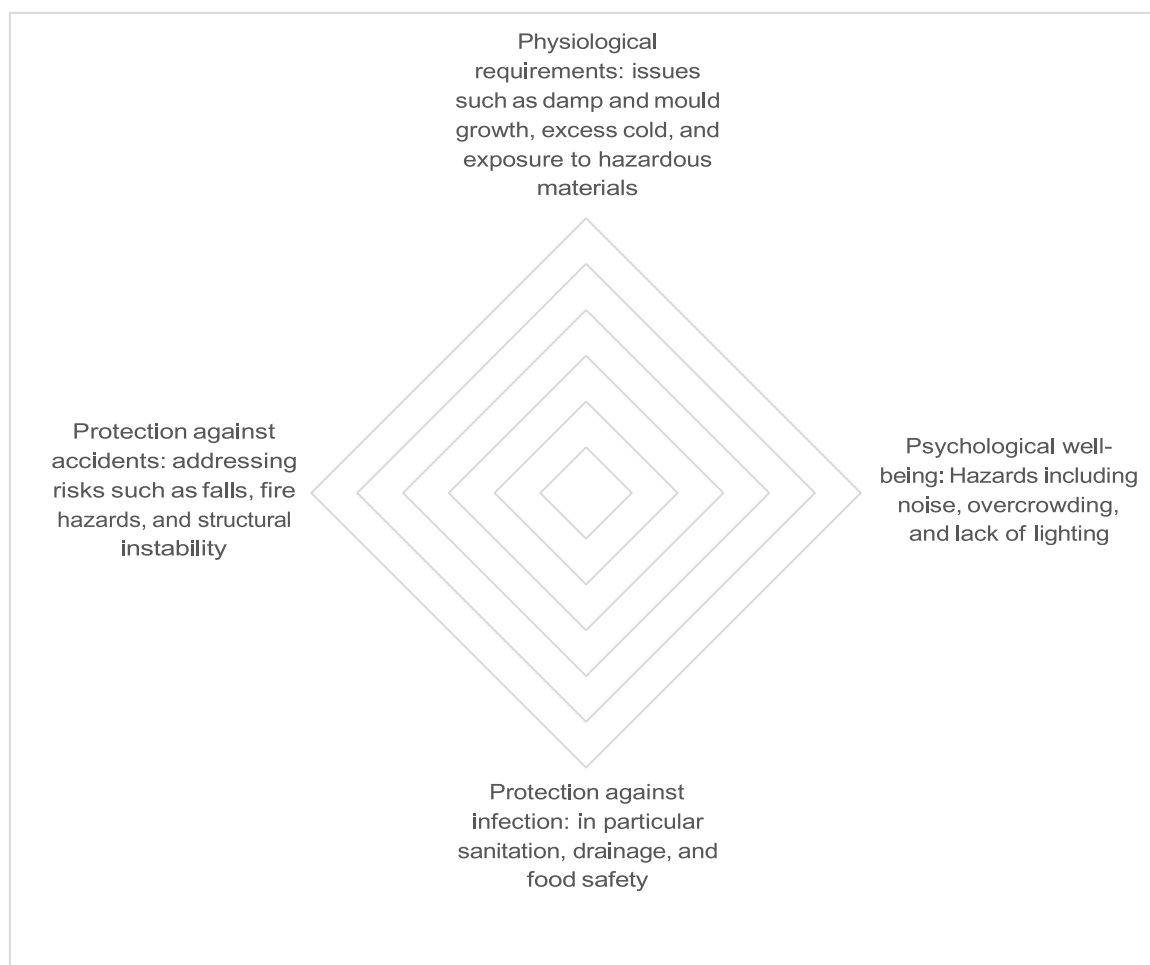 Physiological
requirements: issues
such as damp and mould
growth, excess cold, and
exposure to hazardous
materials
Protection against
accidents: addressing
risks such as falls, fire
hazards, and structural
instability
Psychological well-
being: Hazards including
noise, overcrowding,
and lack of lighting
Protection against
infection: in particular
sanitation, drainage, and
food safety